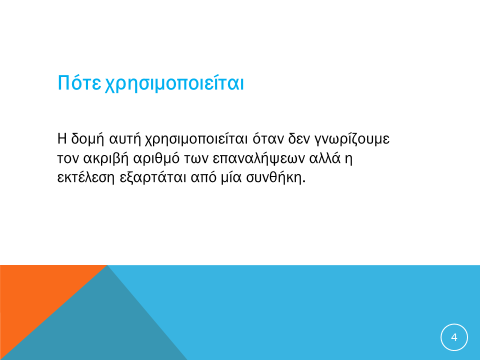 Πότε χρησιμοποιείται
Η δομή αυτή χρησιμοποιείται όταν δεν γνωρίζουμε
τον ακριβή αριθμό των επαναλήψεων αλλά η
εκτέλεση εξαρτάται από μία συνθήκη.
4